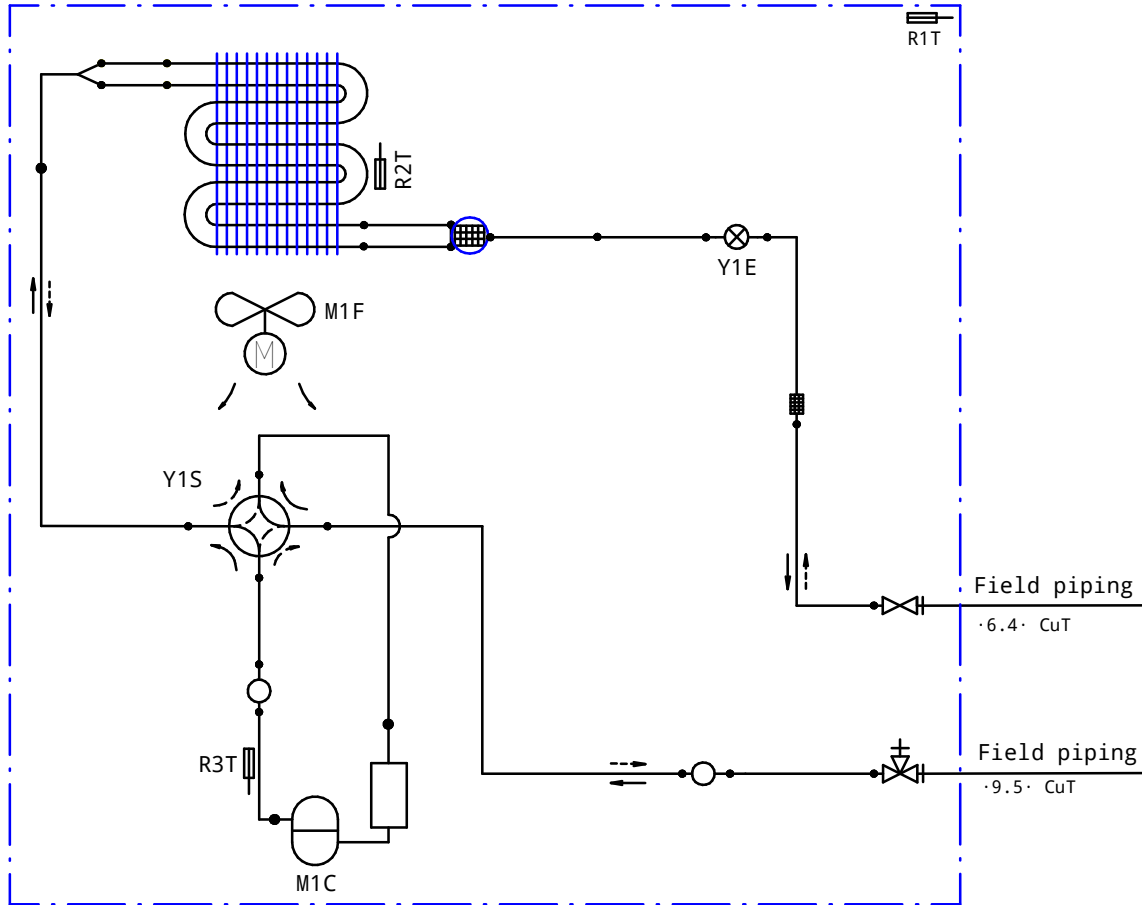 R1T
R2T
Y1E
M1F
M
Y1S
Field piping
·6.4· CuT
Field piping
·9.5· CuT
R3T
M1C